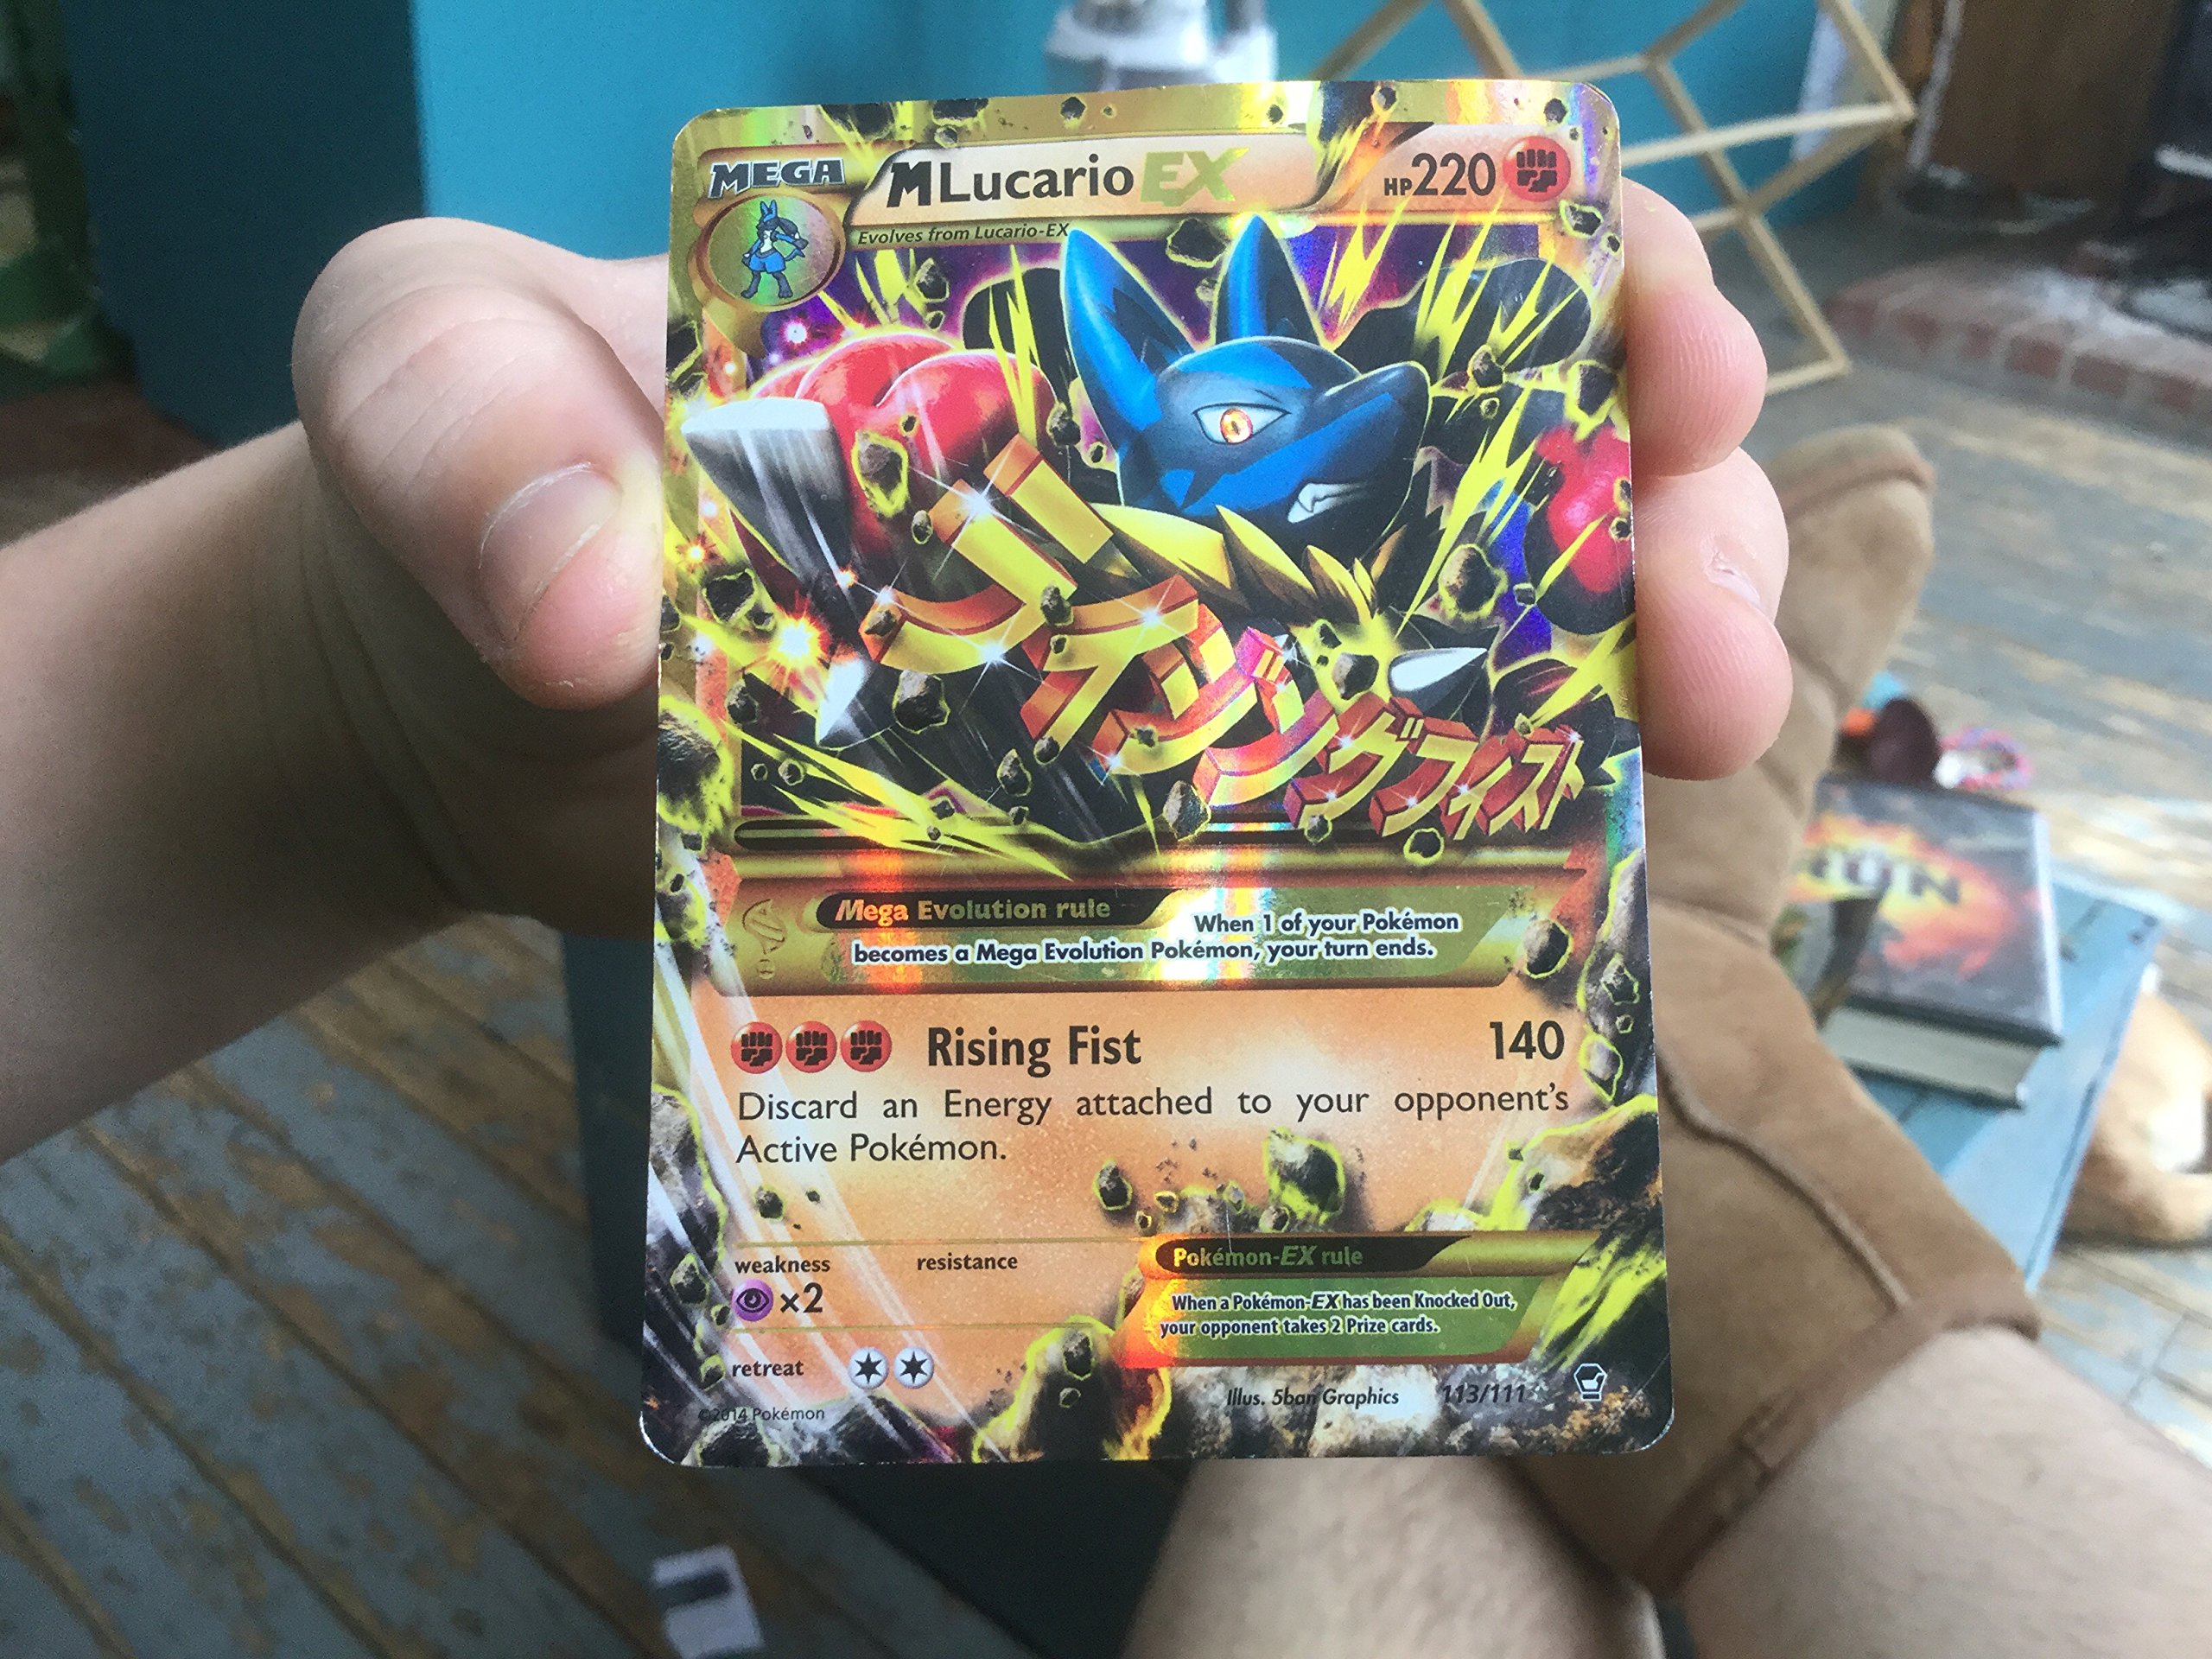 MEGA
MLucario EX
HP220
Evolves from Lucario-EX
ライジングフィスト
Mega Evolution rule
When 1 of your Pokémon
becomes a Mega Evolution Pokémon, your turn ends.
Rising Fist 140
Discard an Energy attached to your opponent's
Active Pokémon.
weakness resistance
×2
Pokémon-EX rule
When a Pokémon-EX has been Knocked Out,
your opponent takes 2 Prize cards.
retreat
Illus. 5ban Graphics 113/111
©2014 Pokémon